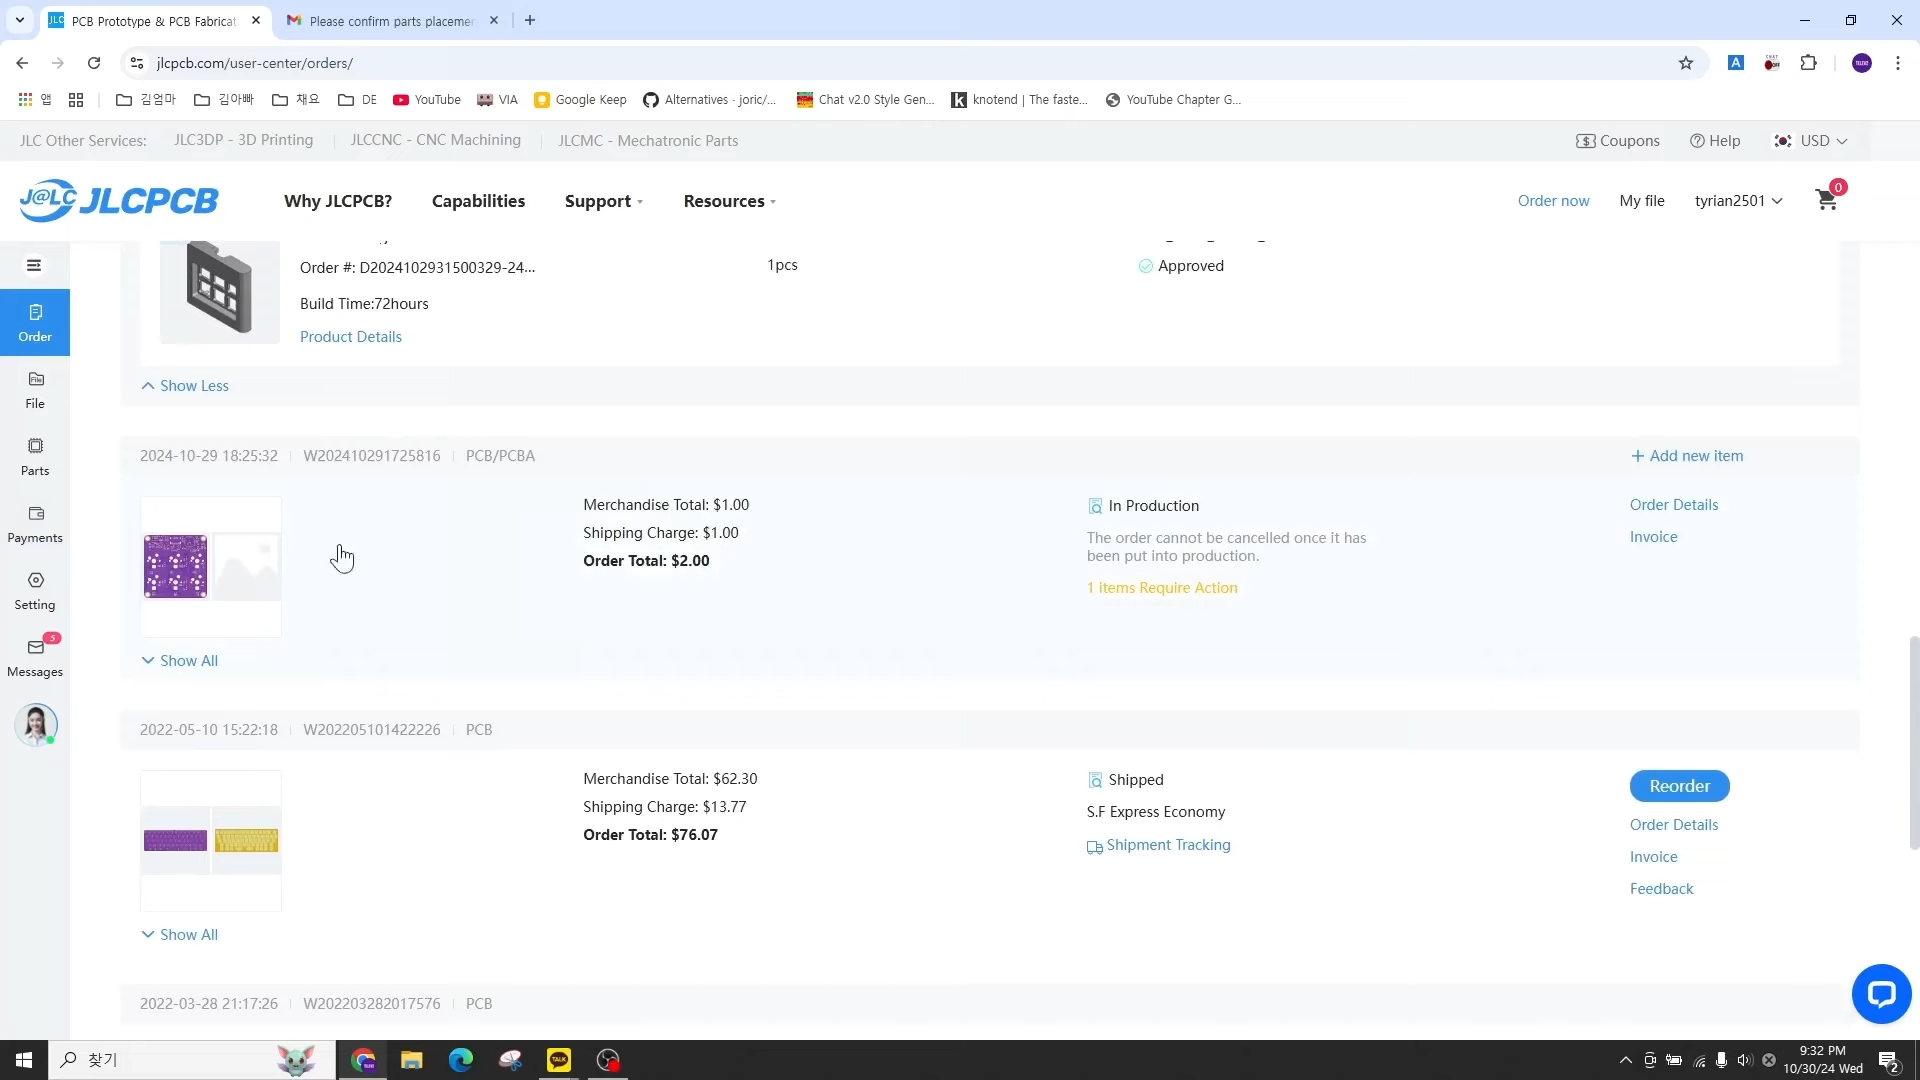 PCB Prototype & PCB Fabricat
Please confirm parts placemen
jlcpcb.com/user-center/orders/
앱
김엄마
김아빠
채요
DE
YouTube
VIA
Google Keep
Alternatives · joric/...
Chat v2.0 Style Gen...
knotend | The faste...
YouTube Chapter G...
JLC Other Services:
JLC3DP - 3D Printing
JLCCNC - CNC Machining
JLCMC - Mechatronic Parts
Coupons
Help
USD
J@LC JLCPCB
Why JLCPCB?
Capabilities
Support
Resources
Order now
My file
tyrian2501
0
Order
File
Parts
Payments
Setting
5
Messages
Order #: D2024102931500329-24...
1pcs
Approved
Build Time:72hours
Product Details
Show Less
2024-10-29 18:25:32
W202410291725816
PCB/PCBA
+ Add new item
Merchandise Total: $1.00
Shipping Charge: $1.00
Order Total: $2.00
In Production
The order cannot be cancelled once it has
been put into production.
1 items Require Action
Order Details
Invoice
Show All
2022-05-10 15:22:18
W202205101422226
PCB
Merchandise Total: $62.30
Shipping Charge: $13.77
Order Total: $76.07
Shipped
S.F Express Economy
Shipment Tracking
Reorder
Order Details
Invoice
Feedback
Show All
2022-03-28 21:17:26
W202203282017576
PCB
찾기
TALK
9:32 PM
10/30/24 Wed
2